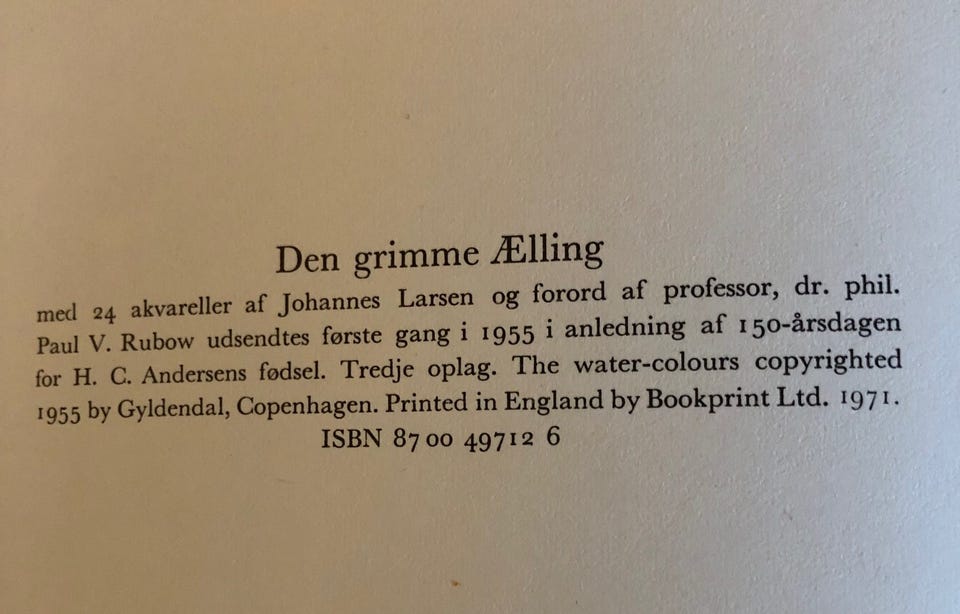 Den grimme Ælling
med 24 akvareller af Johannes Larsen og forord af professor, dr. phil.
Paul V. Rubow udsendtes første gang i 1955 i anledning af 150-årsdagen
for H. C. Andersens fødsel. Tredje oplag. The water-colours copyrighted
1955 by Gyldendal, Copenhagen. Printed in England by Bookprint Ltd. 1971.
ISBN 87 00 49712 6